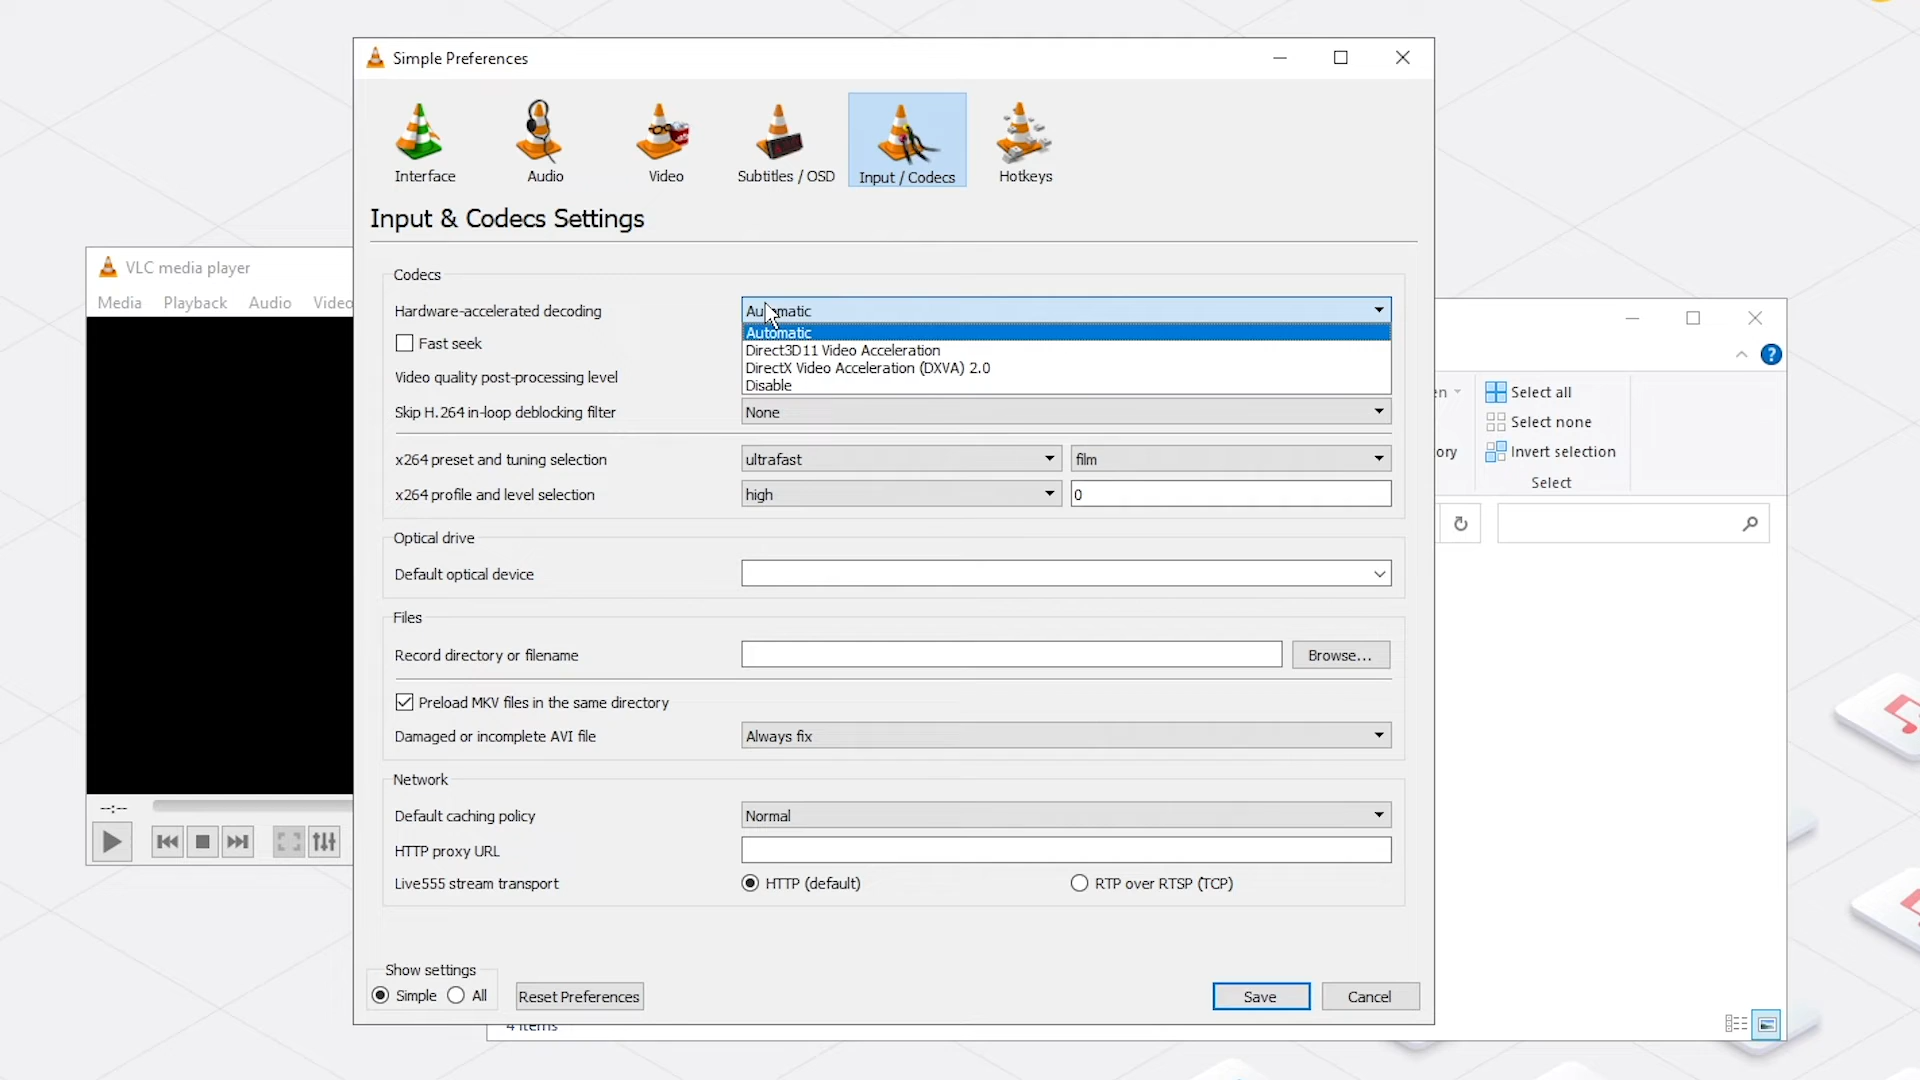 Simple Preferences
Interface
Audio
Video
Subtitles / OSD
Input / Codecs
Hotkeys
Input & Codecs Settings
VLC media player
Media Playback Audio Video
Codecs
Hardware-accelerated decoding
Automatic
Automatic
Direct3D11 Video Acceleration
DirectX Video Acceleration (DXVA) 2.0
Disable
Fast seek
Video quality post-processing level
Skip H.264 in-loop deblocking filter
None
x264 preset and tuning selection
ultrafast
film
x264 profile and level selection
high
0
Optical drive
Default optical device
Files
Record directory or filename
Browse...
Preload MKV files in the same directory
Damaged or incomplete AVI file
Always fix
Network
Default caching policy
Normal
HTTP proxy URL
Live555 stream transport
HTTP (default)
RTP over RTSP (TCP)
Show settings
Simple
All
Reset Preferences
Save
Cancel
--:--
Select all
Select none
Invert selection
Select
4 items